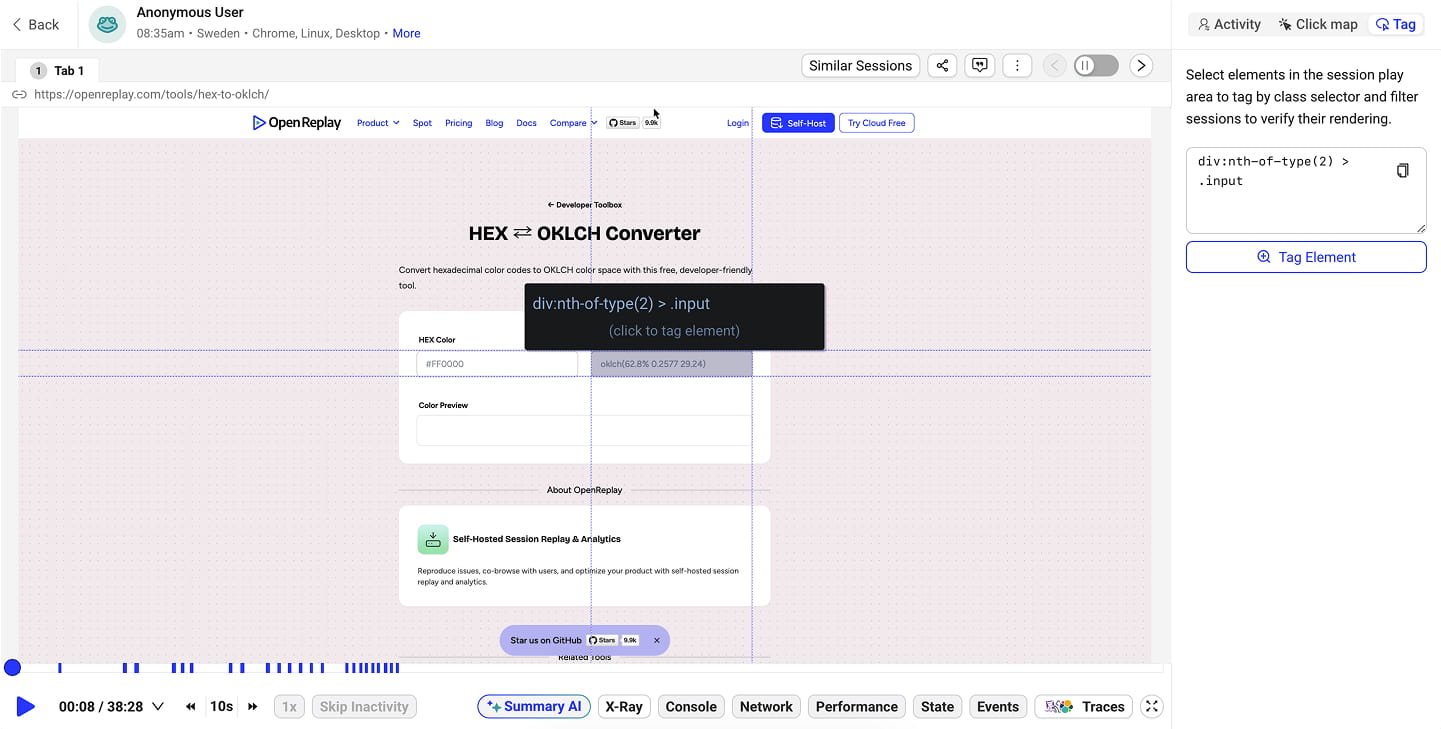 Back
Anonymous User
08:35am • Sweden • Chrome, Linux, Desktop • More
Activity
Click map
Tag
1 Tab 1
Similar Sessions
https://openreplay.com/tools/hex-to-oklch/
Select elements in the session play
area to tag by class selector and filter
sessions to verify their rendering.
div:nth-of-type(2) >
.input
Tag Element
OpenReplay Product Spot Pricing Blog Docs Compare Stars 9.9k Login Self-Host Try Cloud Free
← Developer Toolbox
HEX ⇄ OKLCH Converter
Convert hexadecimal color codes to OKLCH color space with this free, developer-friendly
tool.
div:nth-of-type(2) > .input
(click to tag element)
HEX Color
#FF0000 oklch(62.8% 0.2577 29.24)
Color Preview
About OpenReplay
Self-Hosted Session Replay & Analytics
Reproduce issues, co-browse with users, and optimize your product with self-hosted session
replay and analytics.
Star us on GitHub Stars 9.9k ×
Related Tools
00:08 / 38:28 10s 1x Skip Inactivity Summary AI X-Ray Console Network Performance State Events Traces